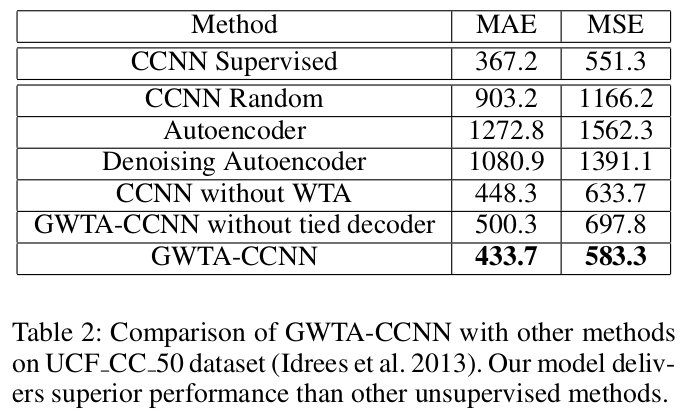 Method MAE MSE
CCNN Supervised 367.2 551.3
CCNN Random 903.2 1166.2
Autoencoder 1272.8 1562.3
Denoising Autoencoder 1080.9 1391.1
CCNN without WTA 448.3 633.7
GWTA-CCNN without tied decoder 500.3 697.8
GWTA-CCNN 433.7 583.3
Table 2: Comparison of GWTA-CCNN with other methods
on UCF_CC_50 dataset (Idrees et al. 2013). Our model deliv-
ers superior performance than other unsupervised methods.